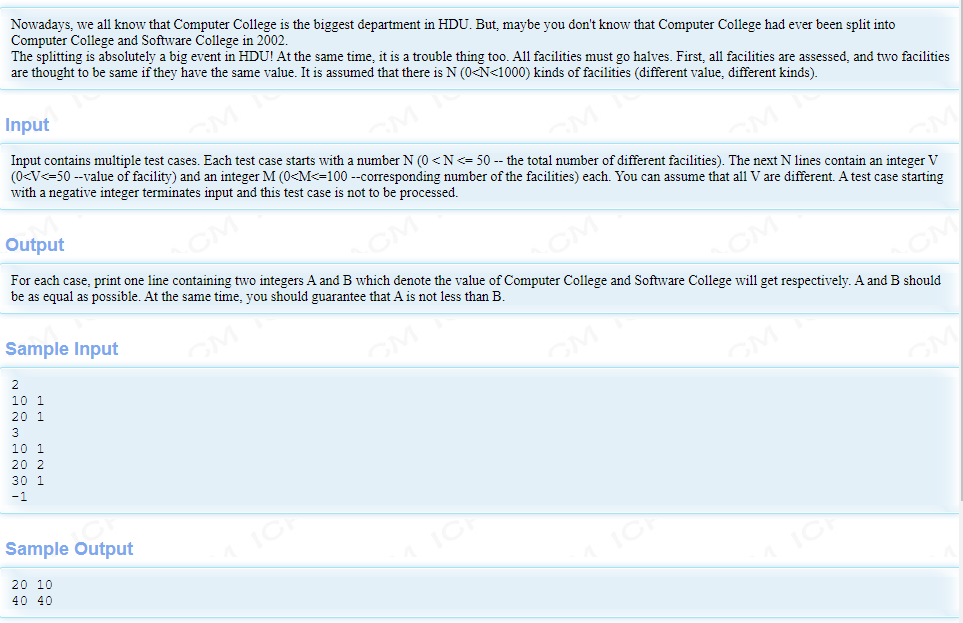 Nowadays, we all know that Computer College is the biggest department in HDU. But, maybe you don't know that Computer College had ever been split into
Computer College and Software College in 2002.
The splitting is absolutely a big event in HDU! At the same time, it is a trouble thing too. All facilities must go halves. First, all facilities are assessed, and two facilities
are thought to be same if they have the same value. It is assumed that there is N (0<N<1000) kinds of facilities (different value, different kinds).
Input
Input contains multiple test cases. Each test case starts with a number N (0 < N <= 50 -- the total number of different facilities). The next N lines contain an integer V
(0<V<=50 --value of facility) and an integer M (0<M<=100 --corresponding number of the facilities) each. You can assume that all V are different. A test case starting
with a negative integer terminates input and this test case is not to be processed.
Output
For each case, print one line containing two integers A and B which denote the value of Computer College and Software College will get respectively. A and B should
be as equal as possible. At the same time, you should guarantee that A is not less than B.
Sample Input
2
10 1
20 1
3
10 1
20 2
30 1
-1
Sample Output
20 10
40 40